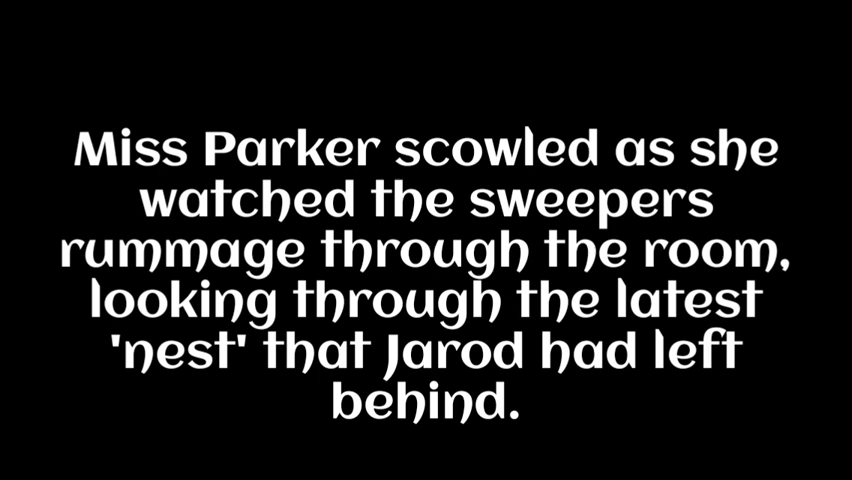 Miss Parker scowled as she
watched the sweepers
rummage through the room,
looking through the latest
'nest' that Jarod had left
behind.